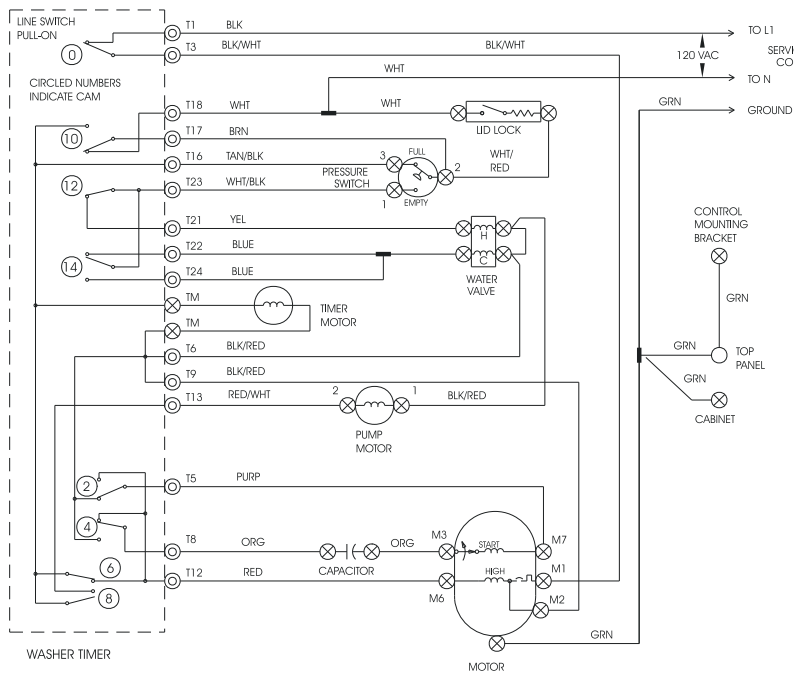 LINE SWITCH
PULL-ON
0
T1 BLK TO L1
T3 BLK/WHT BLK/WHT
120 VAC
SERVI
CO
WHT TO N
CIRCLED NUMBERS
INDICATE CAM
T18 WHT WHT
GRN GROUND
LID LOCK
10
T17 BRN
T16 TAN/BLK 3 FULL
WHT/
RED
2
12
T23 WHT/BLK
PRESSURE
SWITCH
1 EMPTY
T21 YEL H
CONTROL
MOUNTING
BRACKET
T22 BLUE C
14
T24 BLUE
WATER
VALVE
TM
TIMER
MOTOR
GRN
TM
T6 BLK/RED
GRN TOP
PANEL
T9 BLK/RED
GRN
T13 RED/WHT 2 1 BLK/RED
CABINET
PUMP
MOTOR
2
T5 PURP
4
T8 ORG ORG M3 START M7
CAPACITOR
6
T12 RED HIGH M1
8
M6 M2
GRN
WASHER TIMER
MOTOR